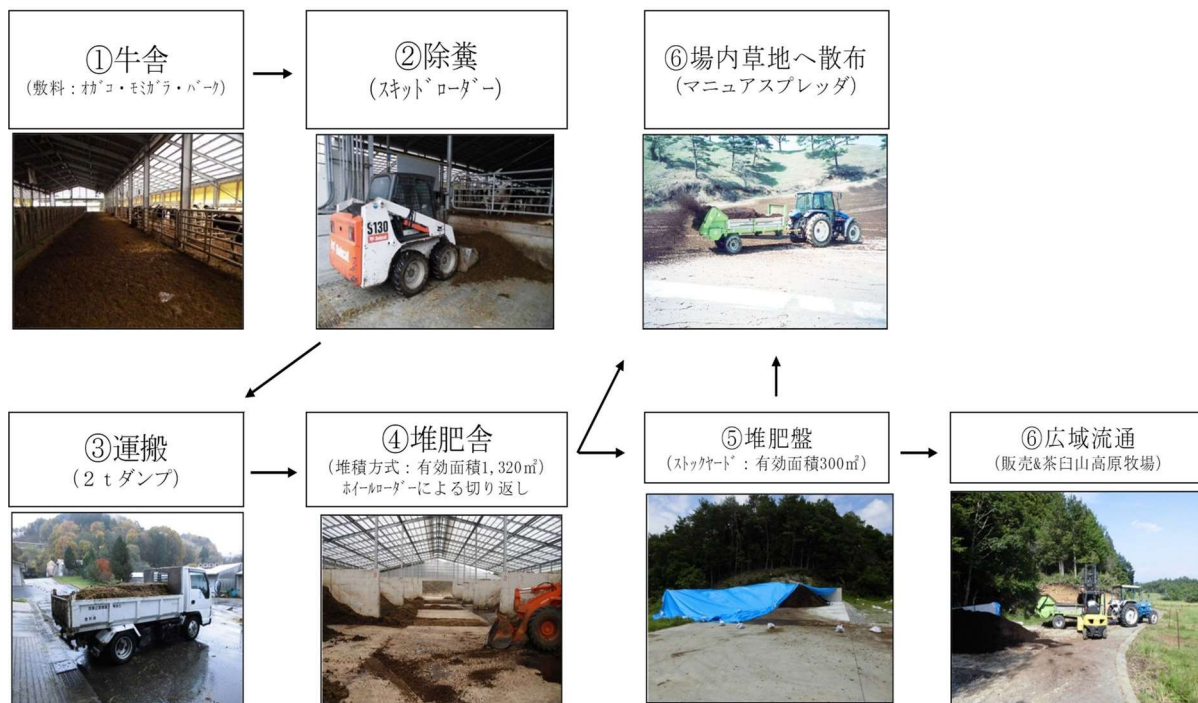 ①牛舎
(敷料：オガコ・モミガラ・バーク)
②除糞
(スキッドローダー)
⑥場内草地へ散布
(マニュアスプレッダ)
S130
Bobcat
③運搬
(２ｔダンプ)
④堆肥舎
(堆積方式：有効面積1,320㎡)
ホイールローダーによる切り返し
⑤堆肥盤
(ストックヤード：有効面積300㎡)
⑥広域流通
(販売&茶臼山高原牧場)